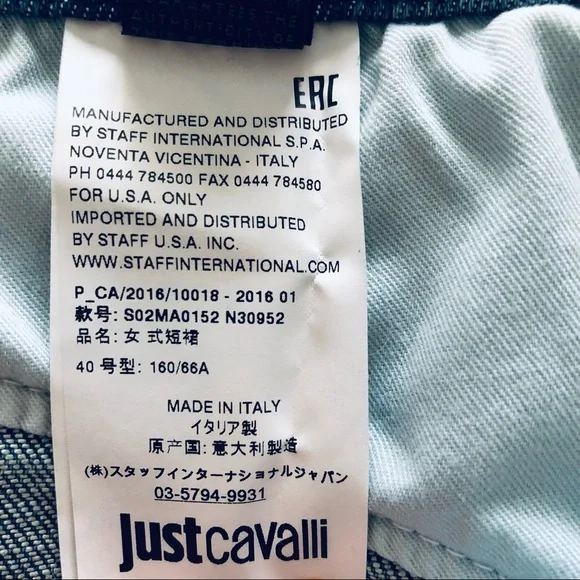 AUTHENTICITY OF
EAC
MANUFACTURED AND DISTRIBUTED
BY STAFF INTERNATIONAL S.P.A.
NOVENTA VICENTINA - ITALY
PH 0444 784500 FAX 0444 784580
FOR U.S.A. ONLY
IMPORTED AND DISTRIBUTED
BY STAFF U.S.A. INC.
WWW.STAFFINTERNATIONAL.COM
P_CA/2016/10018 - 2016 01
款号: S02MA0152 N30952
品名: 女 式短裙
40 号型: 160/66A
MADE IN ITALY
イタリア製
原产国: 意大利製造
(株)スタッフインターナショナルジャパン
03-5794-9931
justcavalli